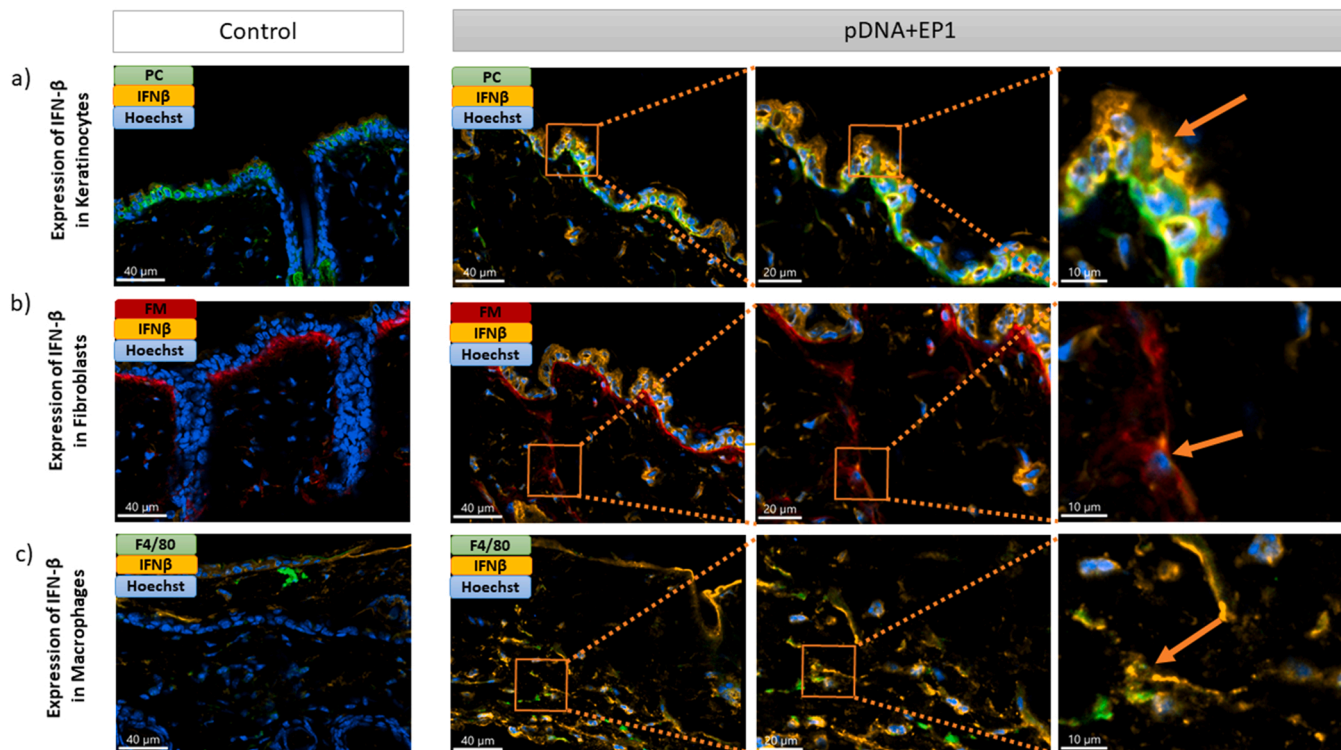 Control
pDNA+EP1
a)
Expression of IFN-β
in Keratinocytes
PC
IFNβ
Hoechst
40 µm
PC
IFNβ
Hoechst
40 µm
20 µm
10 µm
b)
Expression of IFN-β
in Fibroblasts
FM
IFNβ
Hoechst
40 µm
FM
IFNβ
Hoechst
40 µm
20 µm
10 µm
c)
Expression of IFN-β
in Macrophages
F4/80
IFNβ
Hoechst
40 µm
F4/80
IFNβ
Hoechst
40 µm
20 µm
10 µm